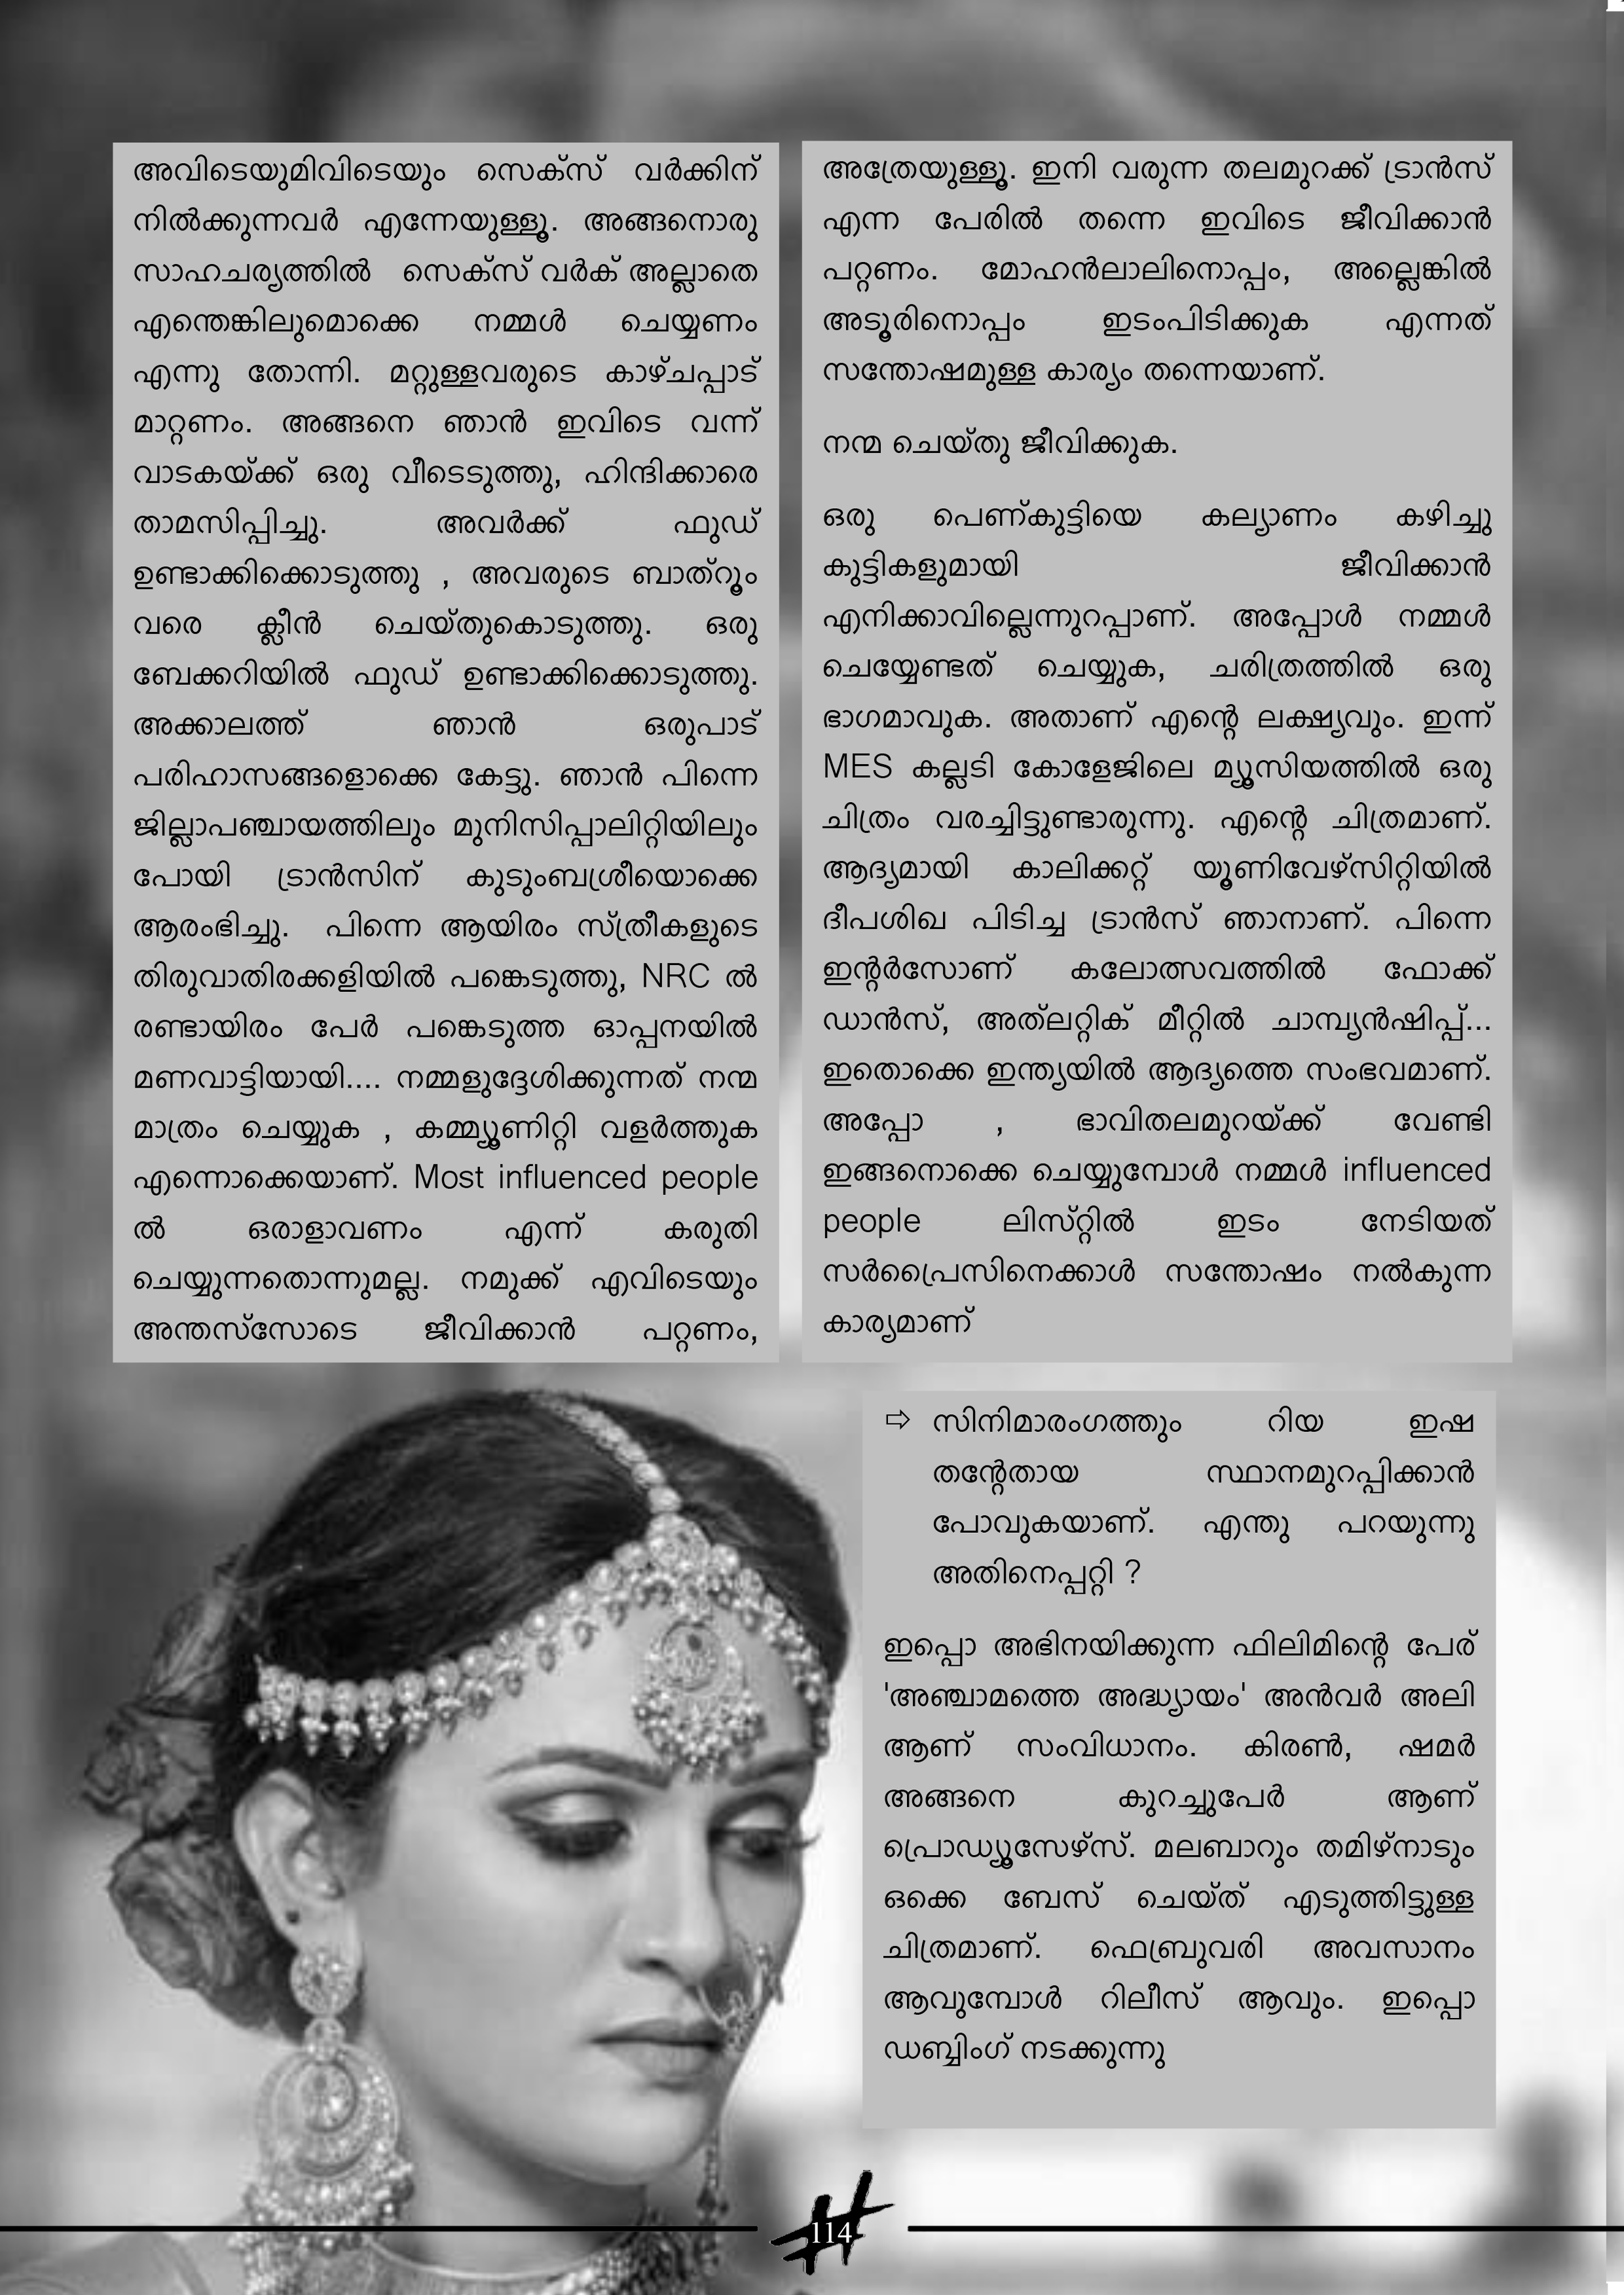 അവിടെയുമിവിടെയും സെക്സ് വർക്കിന്
നിൽക്കുന്നവർ എന്നേയുള്ളൂ. അങ്ങനൊരു
സാഹചര്യത്തിൽ സെക്സ് വർക് അല്ലാതെ
എന്തെങ്കിലുമൊക്കെ നമ്മൾ ചെയ്യണം
എന്നു തോന്നി. മറ്റുള്ളവരുടെ കാഴ്ചപ്പാട്
മാറ്റണം. അങ്ങനെ ഞാൻ ഇവിടെ വന്ന്
വാടകയ്ക്ക് ഒരു വീടെടുത്തു, ഹിന്ദിക്കാരെ
താമസിപ്പിച്ചു. അവർക്ക് ഫുഡ്
ഉണ്ടാക്കിക്കൊടുത്തു , അവരുടെ ബാത്റൂം
വരെ ക്ലീൻ ചെയ്തുകൊടുത്തു. ഒരു
ബേക്കറിയിൽ ഫുഡ് ഉണ്ടാക്കിക്കൊടുത്തു.
അക്കാലത്ത് ഞാൻ ഒരുപാട്
പരിഹാസങ്ങളൊക്കെ കേട്ടു. ഞാൻ പിന്നെ
ജില്ലാപഞ്ചായത്തിലും മുനിസിപ്പാലിറ്റിയിലും
പോയി ട്രാൻസിന് കുടുംബശ്രീയൊക്കെ
ആരംഭിച്ചു. പിന്നെ ആയിരം സ്ത്രീകളുടെ
തിരുവാതിരക്കളിയിൽ പങ്കെടുത്തു, NRC ൽ
രണ്ടായിരം പേർ പങ്കെടുത്ത ഓപ്പനയിൽ
മണവാട്ടിയായി.... നമ്മളുദ്ദേശിക്കുന്നത് നന്മ
മാത്രം ചെയ്യുക , കമ്മ്യൂണിറ്റി വളർത്തുക
എന്നൊക്കെയാണ്. Most influenced people
ൽ ഒരാളാവണം എന്ന് കരുതി
ചെയ്യുന്നതൊന്നുമല്ല. നമുക്ക് എവിടെയും
അന്തസ്സോടെ ജീവിക്കാൻ പറ്റണം,
അത്രേയുള്ളൂ. ഇനി വരുന്ന തലമുറക്ക് ട്രാൻസ്
എന്ന പേരിൽ തന്നെ ഇവിടെ ജീവിക്കാൻ
പറ്റണം. മോഹൻലാലിനൊപ്പം, അല്ലെങ്കിൽ
അടൂരിനൊപ്പം ഇടംപിടിക്കുക എന്നത്
സന്തോഷമുള്ള കാര്യം തന്നെയാണ്.
നന്മ ചെയ്തു ജീവിക്കുക.
ഒരു പെണ്കുട്ടിയെ കല്യാണം കഴിച്ചു
കുട്ടികളുമായി ജീവിക്കാൻ
എനിക്കാവില്ലെന്നുറപ്പാണ്. അപ്പോൾ നമ്മൾ
ചെയ്യേണ്ടത് ചെയ്യുക, ചരിത്രത്തിൽ ഒരു
ഭാഗമാവുക. അതാണ് എന്റെ ലക്ഷ്യവും. ഇന്ന്
MES കല്ലടി കോളേജിലെ മ്യൂസിയത്തിൽ ഒരു
ചിത്രം വരച്ചിട്ടുണ്ടാരുന്നു. എന്റെ ചിത്രമാണ്.
ആദ്യമായി കാലിക്കറ്റ് യൂണിവേഴ്സിറ്റിയിൽ
ദീപശിഖ പിടിച്ച ട്രാൻസ് ഞാനാണ്. പിന്നെ
ഇന്റർസോണ് കലോത്സവത്തിൽ ഫോക്ക്
ഡാൻസ്, അത്‌ലറ്റിക് മീറ്റിൽ ചാമ്പ്യൻഷിപ്പ്...
ഇതൊക്കെ ഇന്ത്യയിൽ ആദ്യത്തെ സംഭവമാണ്.
അപ്പോ , ഭാവിതലമുറയ്ക്ക് വേണ്ടി
ഇങ്ങനൊക്കെ ചെയ്യുമ്പോൾ നമ്മൾ influenced
people ലിസ്റ്റിൽ ഇടം നേടിയത്
സർപ്രൈസിനെക്കാൾ സന്തോഷം നൽകുന്ന
കാര്യമാണ്
⇨ സിനിമാരംഗത്തും റിയ ഇഷ
തന്റേതായ സ്ഥാനമുറപ്പിക്കാൻ
പോവുകയാണ്. എന്തു പറയുന്നു
അതിനെപ്പറ്റി ?
ഇപ്പൊ അഭിനയിക്കുന്ന ഫിലിമിന്റെ പേര്
'അഞ്ചാമത്തെ അദ്ധ്യായം' അൻവർ അലി
ആണ് സംവിധാനം. കിരൺ, ഷമർ
അങ്ങനെ കുറച്ചുപേർ ആണ്
പ്രൊഡ്യൂസേഴ്സ്. മലബാറും തമിഴ്നാടും
ഒക്കെ ബേസ് ചെയ്ത് എടുത്തിട്ടുള്ള
ചിത്രമാണ്. ഫെബ്രുവരി അവസാനം
ആവുമ്പോൾ റിലീസ് ആവും. ഇപ്പൊ
ഡബ്ബിംഗ് നടക്കുന്നു
114